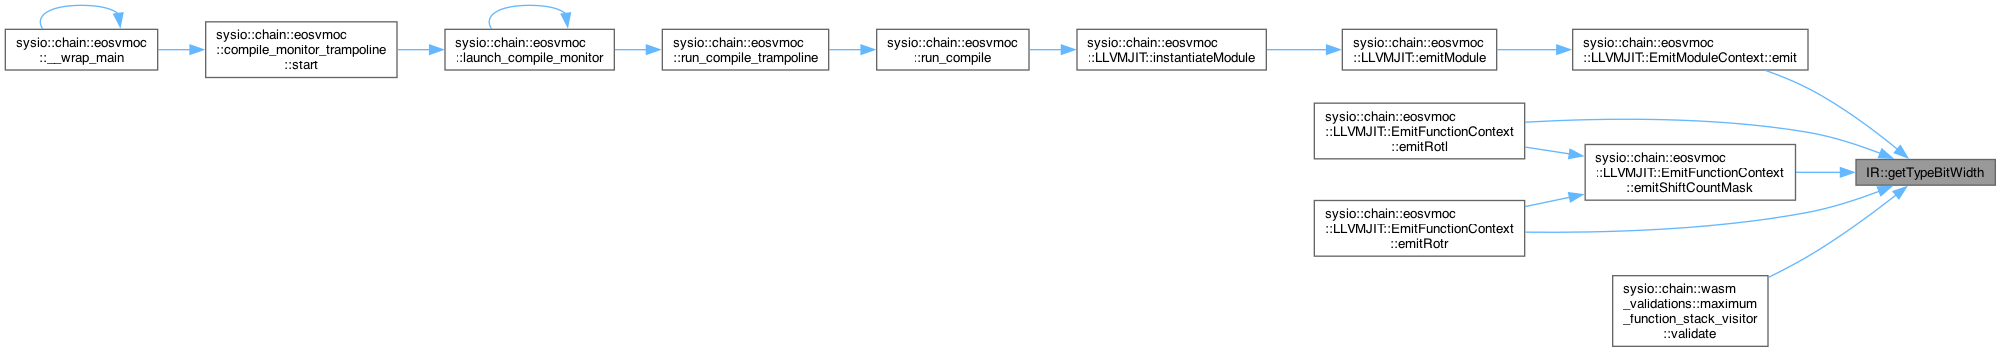 sysio::chain::eosvmoc
::__wrap_main
sysio::chain::eosvmoc
::compile_monitor_trampoline
::start
sysio::chain::eosvmoc
::launch_compile_monitor
sysio::chain::eosvmoc
::run_compile_trampoline
sysio::chain::eosvmoc
::run_compile
sysio::chain::eosvmoc
::LLVMJIT::instantiateModule
sysio::chain::eosvmoc
::LLVMJIT::emitModule
sysio::chain::eosvmoc
::LLVMJIT::EmitModuleContext::emit
sysio::chain::eosvmoc
::LLVMJIT::EmitFunctionContext
::emitRotl
sysio::chain::eosvmoc
::LLVMJIT::EmitFunctionContext
::emitShiftCountMask
IR::getTypeBitWidth
sysio::chain::eosvmoc
::LLVMJIT::EmitFunctionContext
::emitRotr
sysio::chain::wasm
_validations::maximum
_function_stack_visitor
::validate